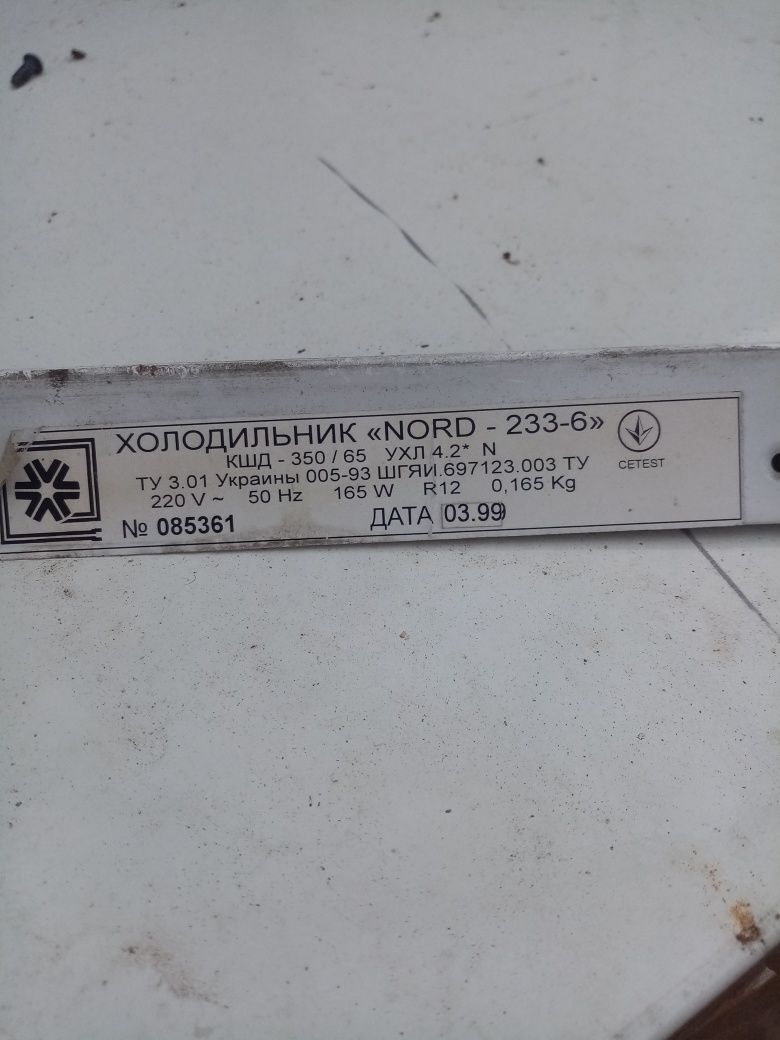 ХОЛОДИЛЬНИК «NORD - 233-6»
КШД - 350 / 65 УХЛ 4.2* N
ТУ 3.01 Украины 005-93 ШГЯИ.697123.003 ТУ
220 V ~ 50 Hz 165 W R12 0,165 Kg
№ 085361 ДАТА 03.99
CETEST